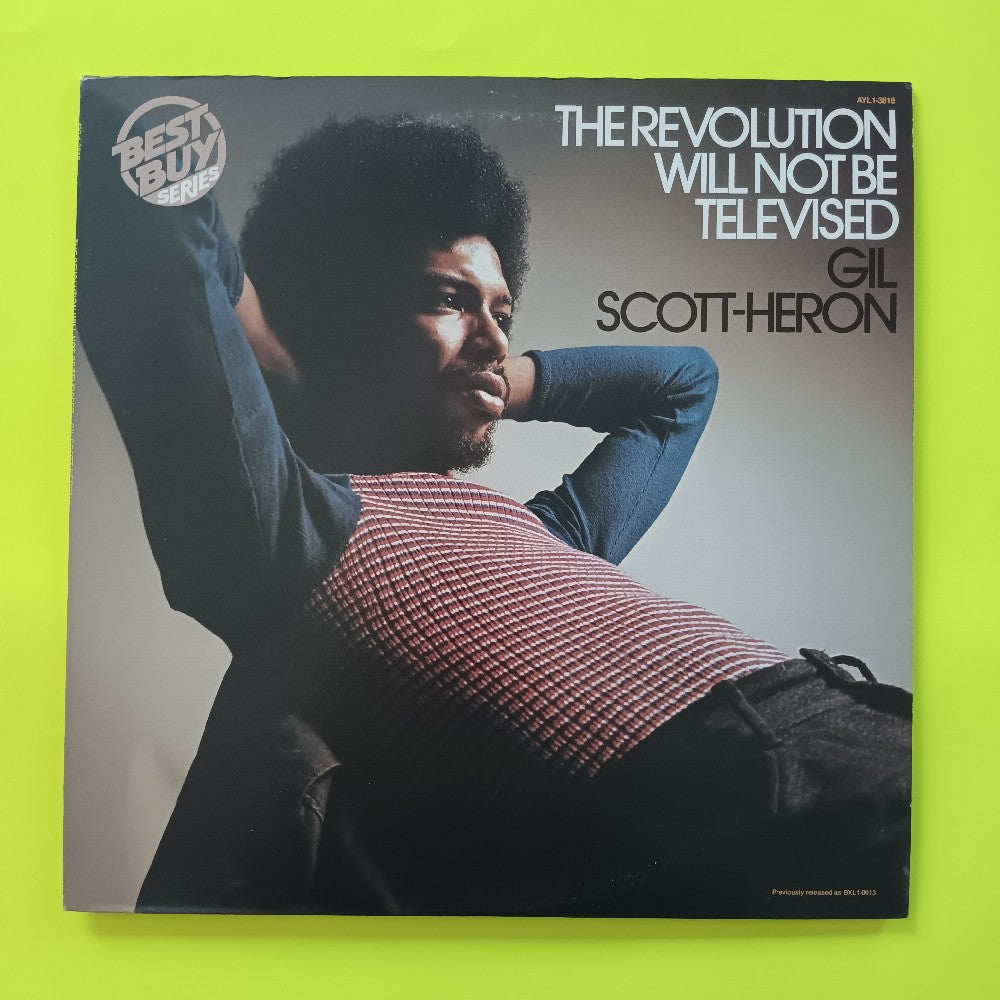 BEST
BUY
SERIES
AYL1-3818
THE REVOLUTION
WILL NOT BE
TELEVISED
GIL
SCOTT-HERON
Previously released as BXL1-0613